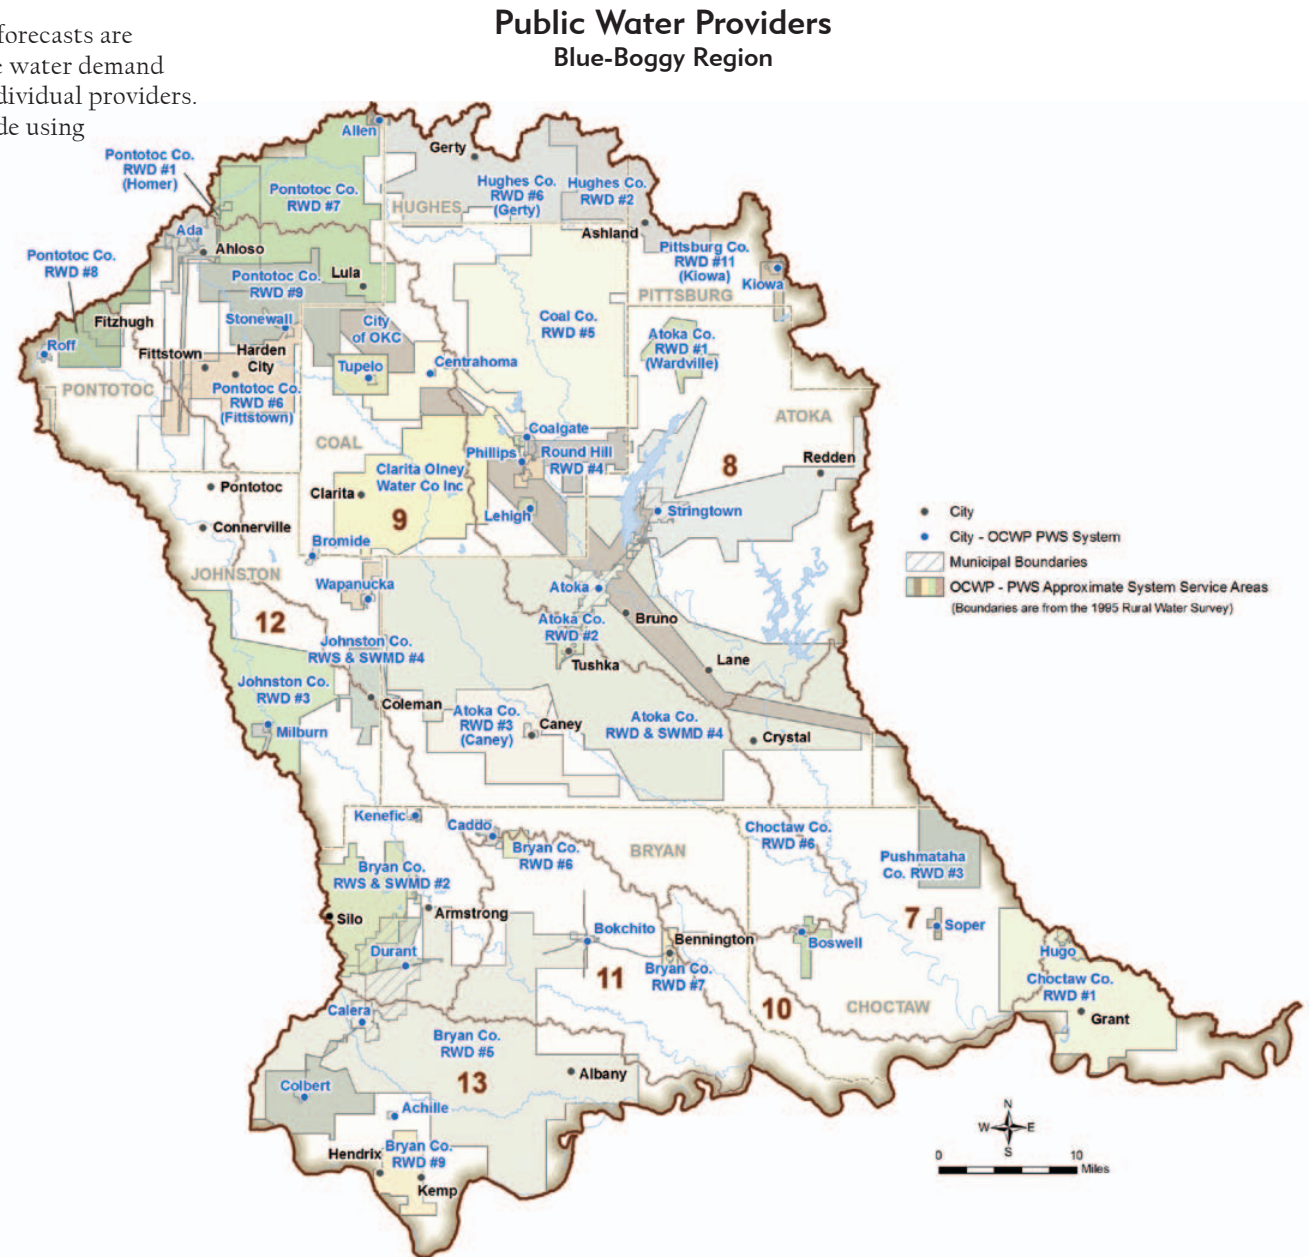 forecasts are
e water demand
dividual providers.
de using
Public Water Providers
Blue-Boggy Region
Allen
Gerty
Pontotoc Co.
RWD #1
(Homer)
Pontotoc Co.
RWD #7
HUGHES
Hughes Co.
RWD #6
(Gerty)
Hughes Co.
RWD #2
Ada
Ahloso
Ashland
Pontotoc Co.
RWD #8
Pontotoc Co.
RWD #9
Lula
Pittsburg Co.
RWD #11
(Kiowa)
Kiowa
PITTSBURG
Fitzhugh
Stonewall
City
of OKC
Coal Co.
RWD #5
Atoka Co.
RWD #1
(Wardville)
Roff
Fittstown
Harden
City
Tupelo
Centrahoma
PONTOTOC
Pontotoc Co.
RWD #6
(Fittstown)
ATOKA
COAL
Coalgate
Phillips
Round Hill
RWD #4
8
Redden
Clarita Olney
Water Co Inc
Pontotoc
Clarita
9
Lehigh
Stringtown
Connerville
Bromide
JOHNSTON
Wapanucka
Atoka
12
Atoka Co.
RWD #2
Bruno
Johnston Co.
RWS & SWMD #4
Tushka
Lane
Johnston Co.
RWD #3
Coleman
Atoka Co.
RWD #3
(Caney)
Caney
Atoka Co.
RWD & SWMD #4
Crystal
Milburn
Kenefic
Caddo
Bryan Co.
RWD #6
BRYAN
Choctaw Co.
RWD #6
Pushmataha
Co. RWD #3
Bryan Co.
RWS & SWMD #2
Silo
Armstrong
7
Soper
Bokchito
Bennington
Boswell
Durant
11
Bryan Co.
RWD #7
Hugo
Choctaw Co.
RWD #1
10
CHOCTAW
Grant
Calera
Bryan Co.
RWD #5
13
Albany
Colbert
Achille
Hendrix
Bryan Co.
RWD #9
Kemp
City
City - OCWP PWS System
Municipal Boundaries
OCWP - PWS Approximate System Service Areas
(Boundaries are from the 1995 Rural Water Survey)
N
W E
S
0 10
Miles